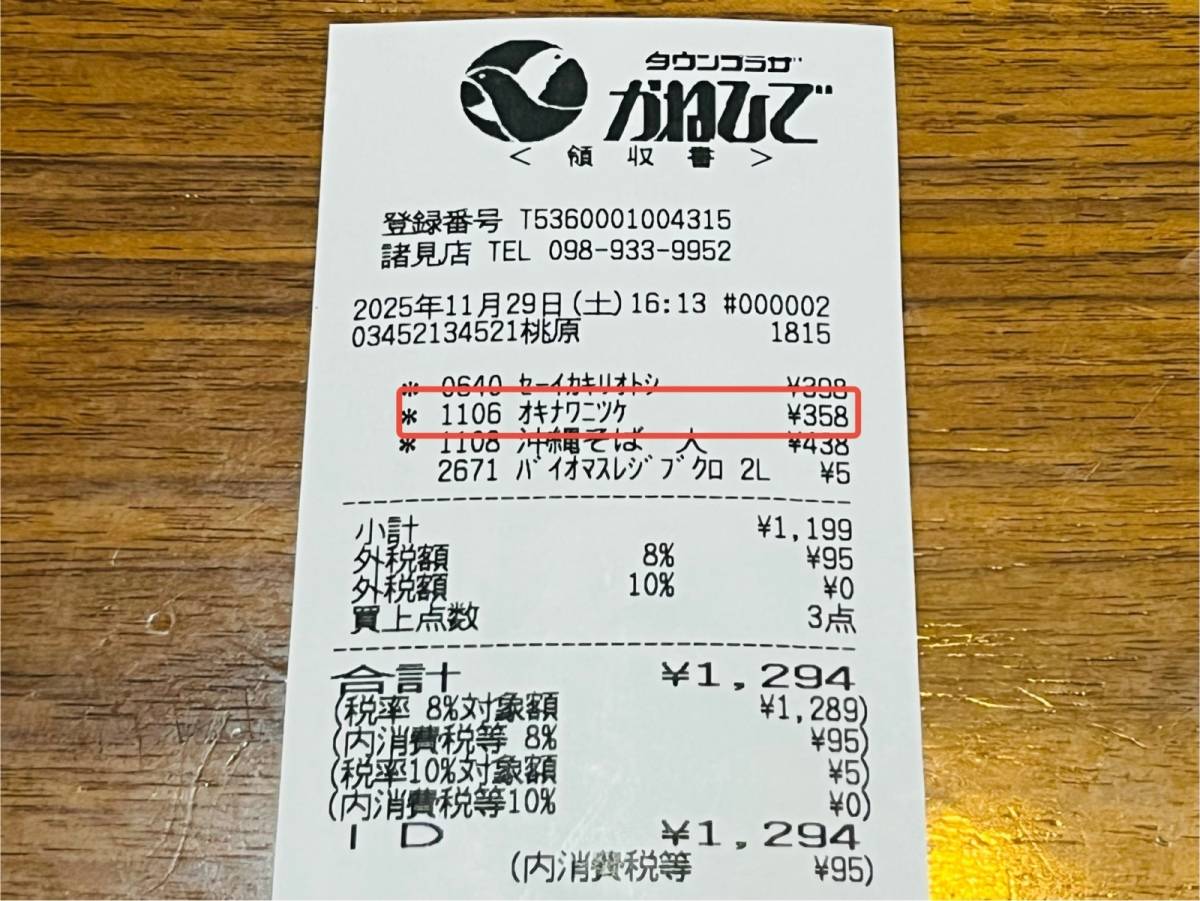 タウンプラザ
かねひで
< 領 収 書 >
登録番号 T5360001004315
諸見店 TEL 098-933-9952
2025年11月29日(土)16:13 #000002
03452134521桃原 1815
* 0640 セーイカキリオトシ ¥398
* 1106 オキナワニツケ ¥358
* 1108 沖縄そば 大 ¥438
2671 バイオマスレジブクロ 2L ¥5
小計 ¥1,199
外税額 8% ¥95
外税額 10% ¥0
買上点数 3点
合計 ¥1,294
(税率 8%対象額 ¥1,289)
(内消費税等 8% ¥95)
(税率10%対象額 ¥5)
(内消費税等10% ¥0)
ID ¥1,294
(内消費税等 ¥95)